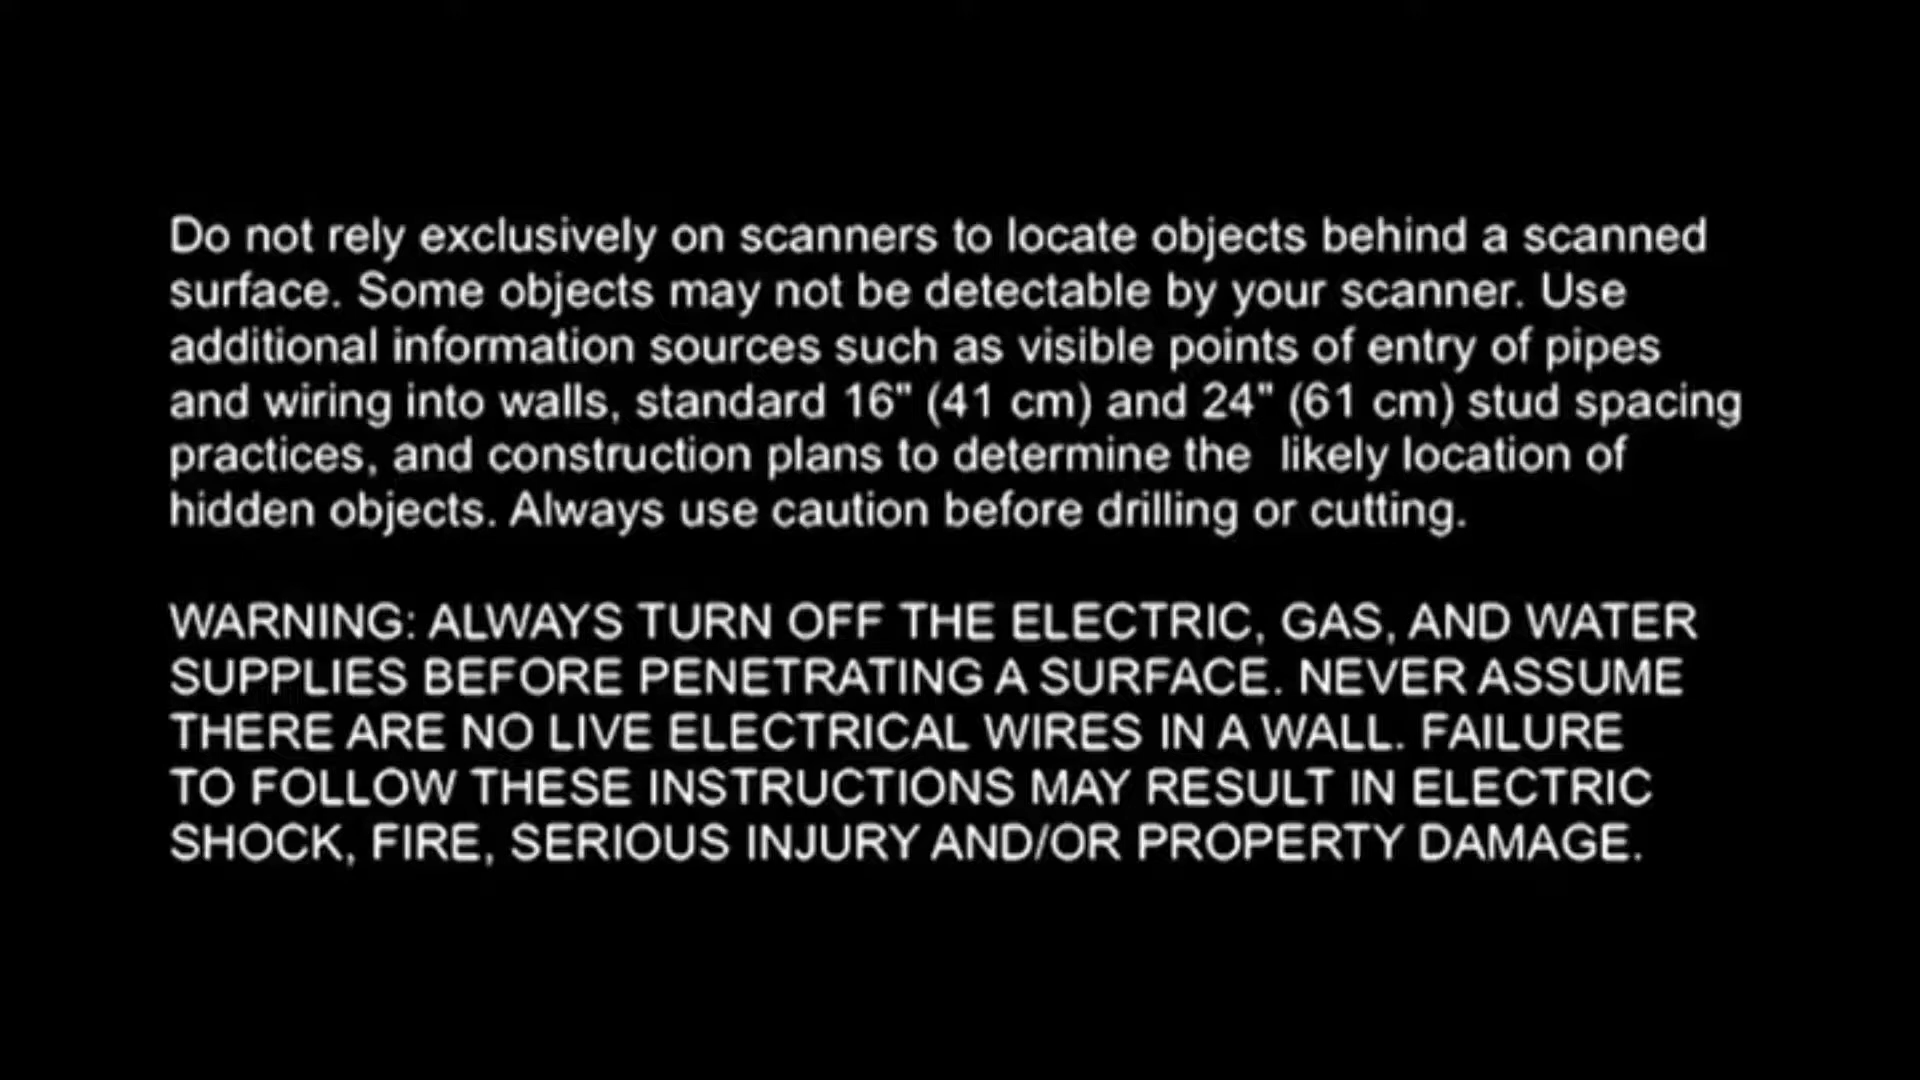 Do not rely exclusively on scanners to locate objects behind a scanned
surface. Some objects may not be detectable by your scanner. Use
additional information sources such as visible points of entry of pipes
and wiring into walls, standard 16" (41 cm) and 24" (61 cm) stud spacing
practices, and construction plans to determine the  likely location of
hidden objects. Always use caution before drilling or cutting.

WARNING: ALWAYS TURN OFF THE ELECTRIC, GAS, AND WATER
SUPPLIES BEFORE PENETRATING A SURFACE. NEVER ASSUME
THERE ARE NO LIVE ELECTRICAL WIRES IN A WALL. FAILURE
TO FOLLOW THESE INSTRUCTIONS MAY RESULT IN ELECTRIC
SHOCK, FIRE, SERIOUS INJURY AND/OR PROPERTY DAMAGE.